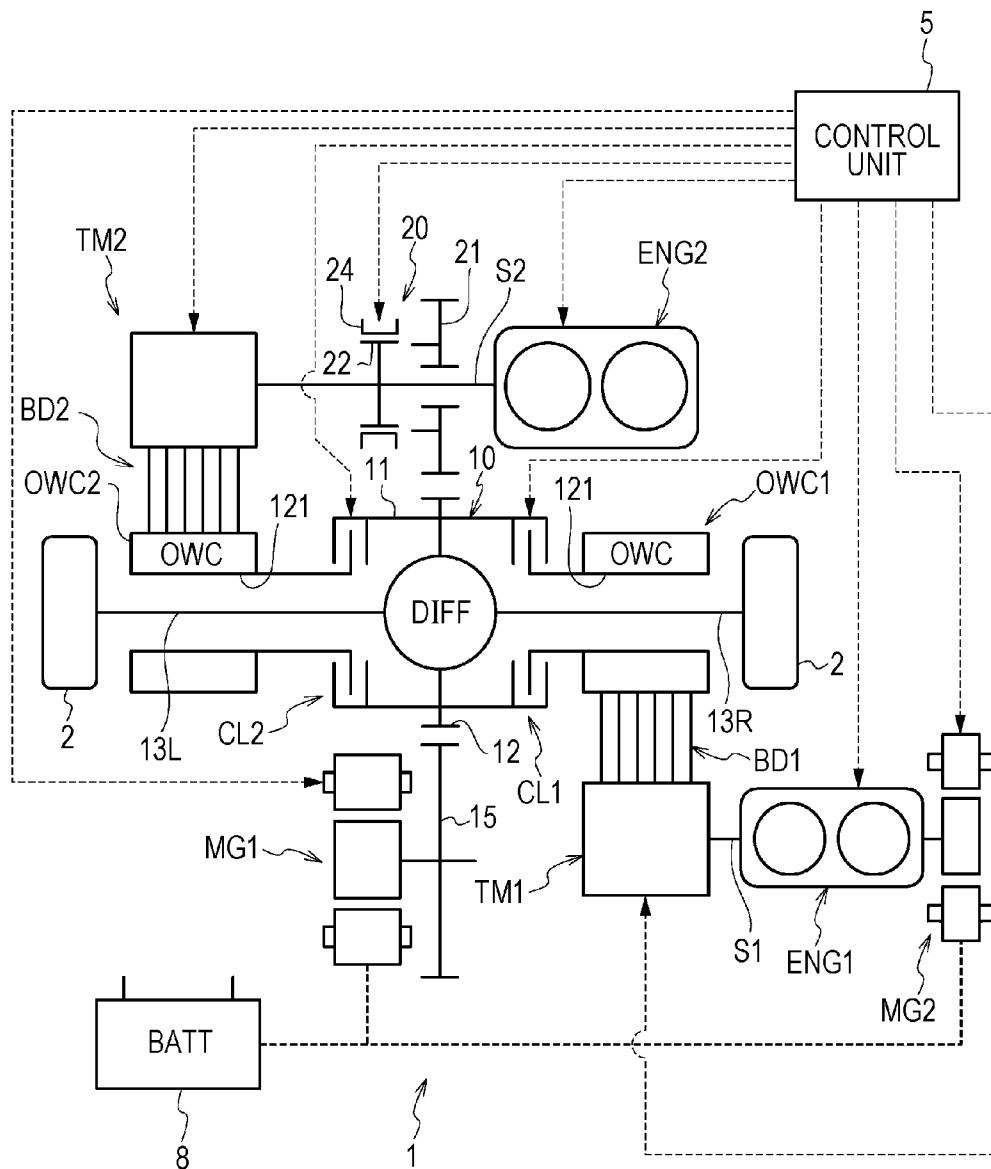 5
CONTROL
UNIT
TM2
20
24
21
S2
ENG2
22
BD2
11
10
OWC2
121
121
OWC1
OWC
OWC
DIFF
2
13L
CL2
12
CL1
13R
2
BD1
15
MG1
TM1
S1
ENG1
MG2
BATT
8
1